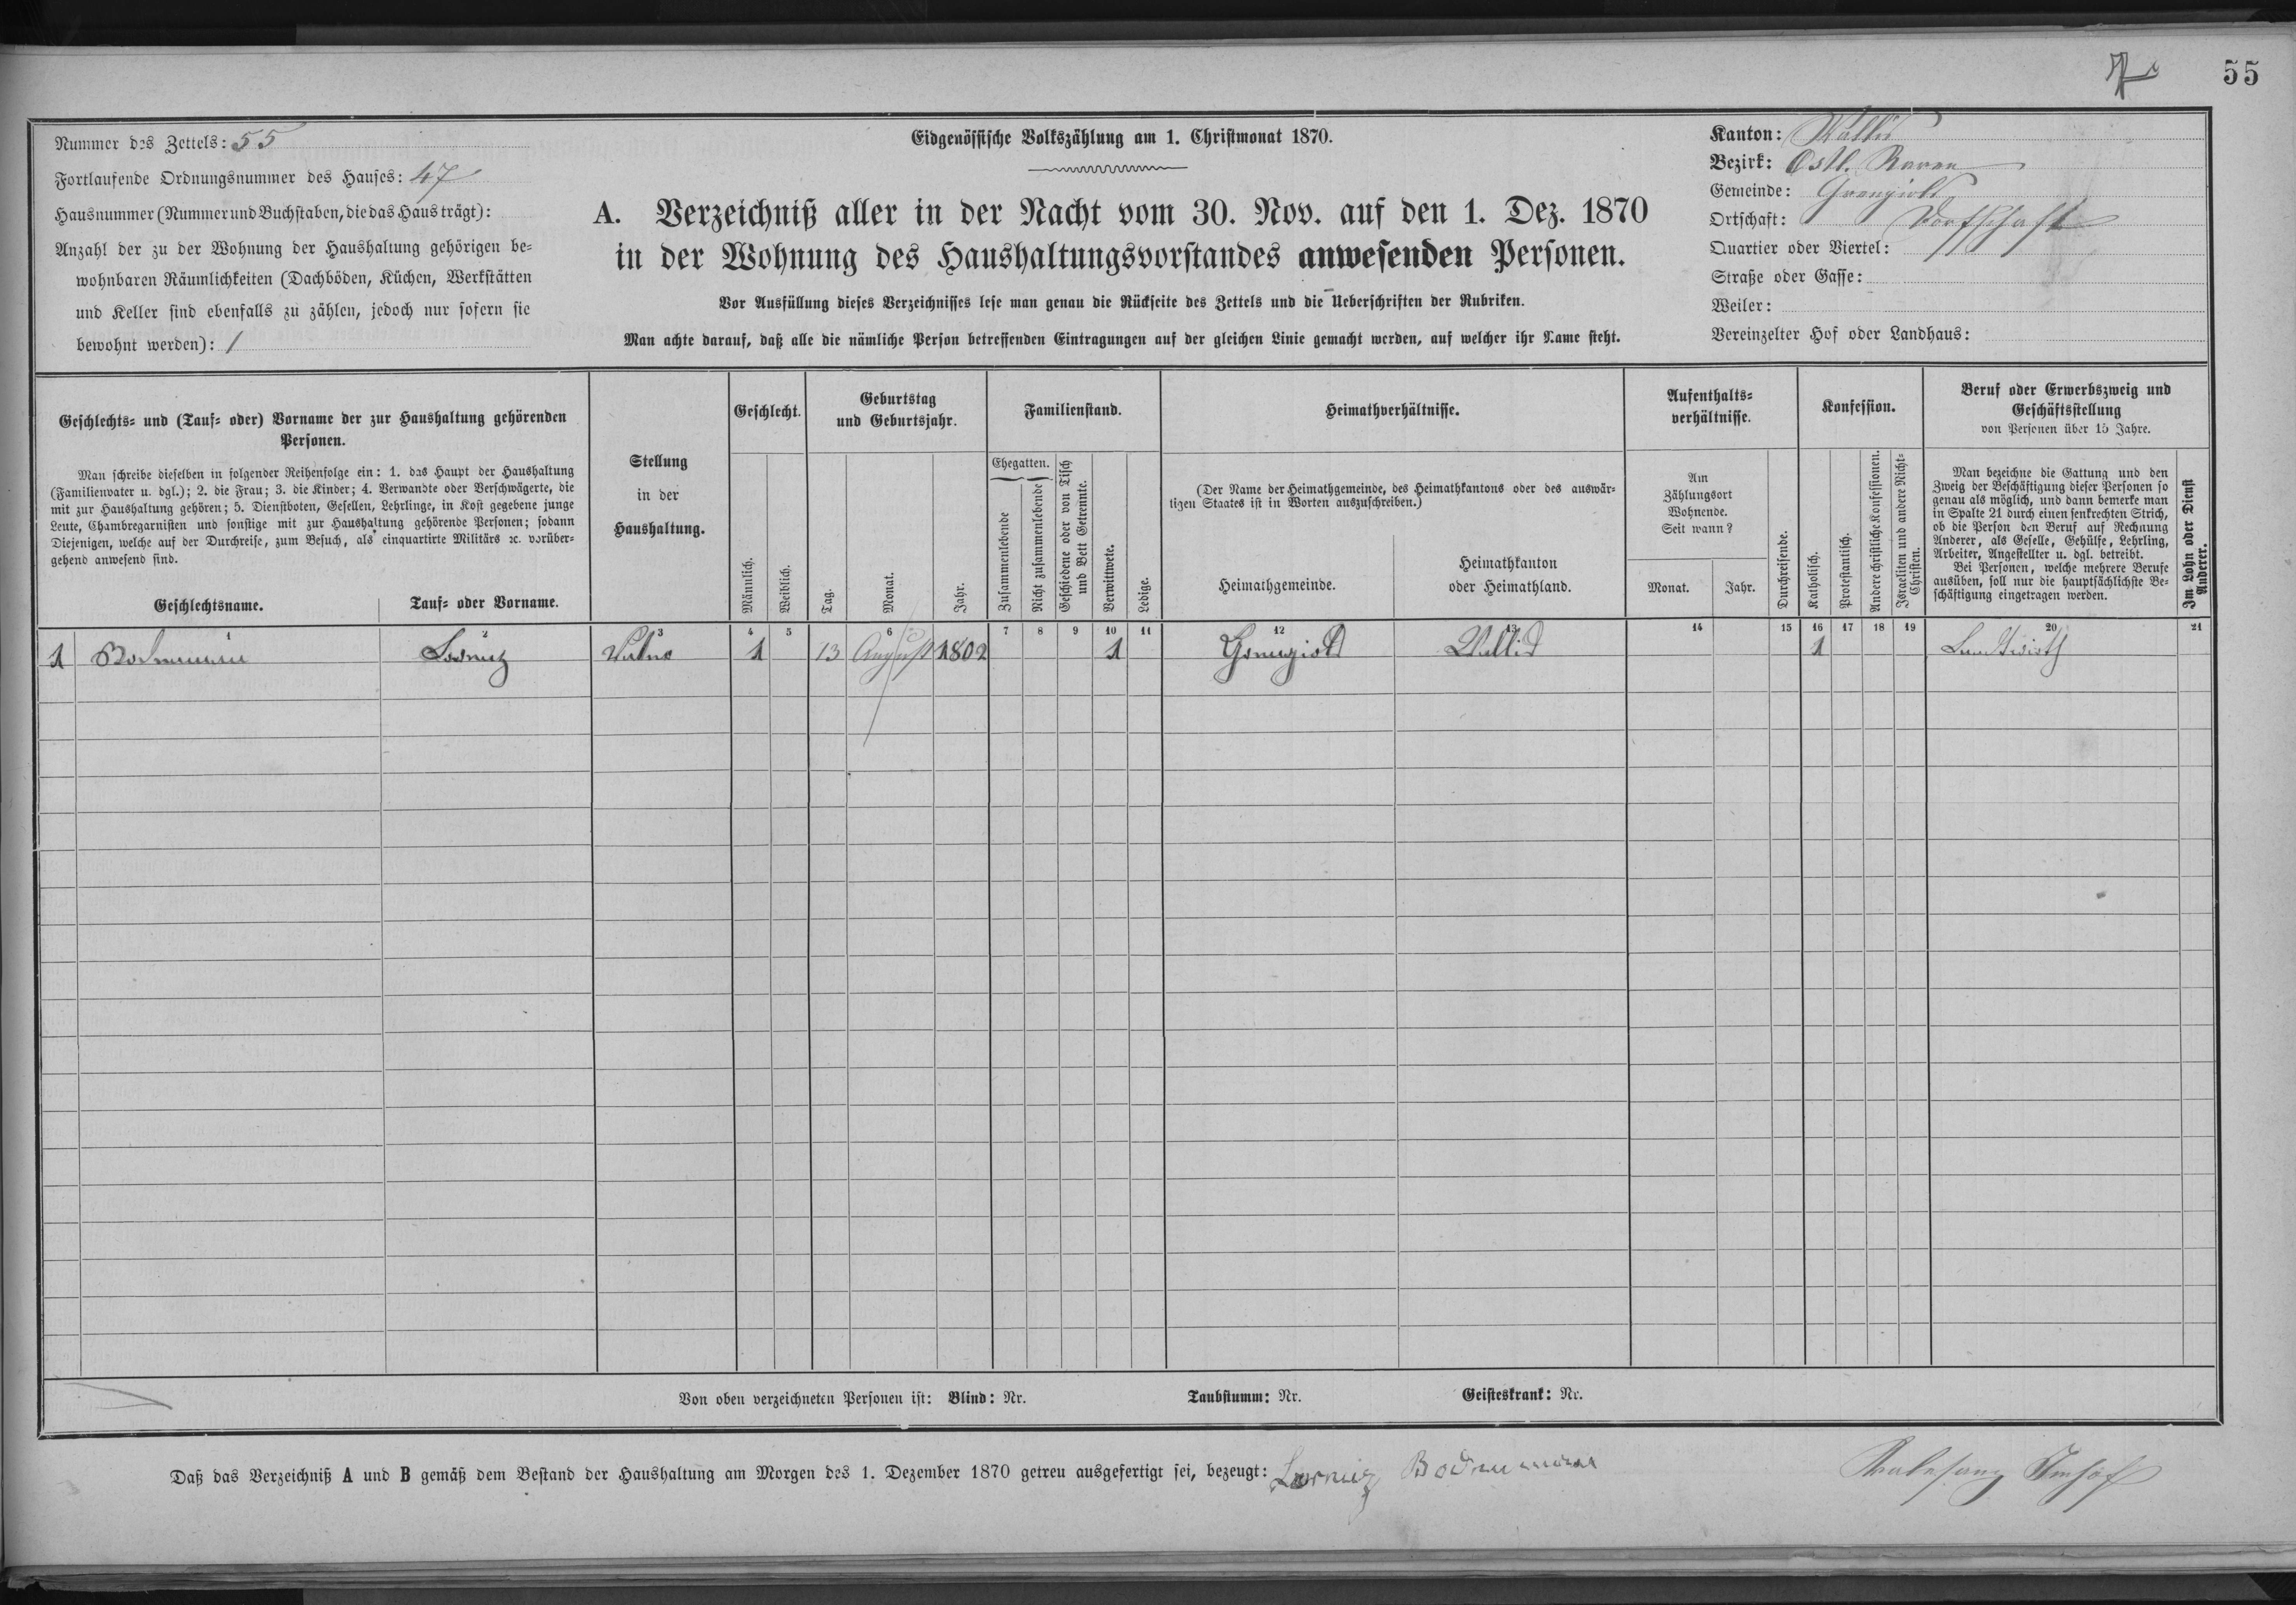 55
Nummer des Zettels: 55
Fortlaufende Ordnungsnummer des Hauses: 47
Hausnummer (Nummer und Buchstaben, die das Haus trägt):
Anzahl der zu der Wohnung der Haushaltung gehörigen be-
wohnbaren Räumlichkeiten (Dachböden, Küchen, Werkstätten
und Keller sind ebenfalls zu zählen, jedoch nur sofern sie
bewohnt werden): 1
Eidgenössische Volkszählung am 1. Christmonat 1870.
A. Verzeichniß aller in der Nacht vom 30. Nov. auf den 1. Dez. 1870
in der Wohnung des Haushaltungsvorstandes anwesenden Personen.
Vor Ausfüllung dieses Verzeichnisses lese man genau die Rückseite des Zettels und die Ueberschriften der Rubriken.
Man achte darauf, daß alle die nämliche Person betreffenden Eintragungen auf der gleichen Linie gemacht werden, auf welcher ihr Name steht.
Kanton: Wallis
Bezirk: Östl. Raron
Gemeinde: Grengiols
Ortschaft: Dorfschaft
Quartier oder Viertel:
Straße oder Gasse:
Weiler:
Vereinzelter Hof oder Landhaus:
Geschlechts- und (Tauf- oder) Vorname der zur Haushaltung gehörenden
Personen.
Man schreibe dieselben in folgender Reihenfolge ein: 1. das Haupt der Haushaltung
(Familienvater u. dgl.); 2. die Frau; 3. die Kinder; 4. Verwandte oder Verschwägerte, die
mit zur Haushaltung gehören; 5. Dienstboten, Gesellen, Lehrlinge, in Kost gegebene junge
Leute, Chambregarnisten und sonstige mit zur Haushaltung gehörende Personen; sodann
Diejenigen, welche auf der Durchreise, zum Besuch, als einquartirte Militärs ꝛc. vorüber-
gehend anwesend sind.
Geschlechtsname.
Tauf- oder Vorname.
Stellung
in der
Haushaltung.
Geschlecht.
Männlich.
Weiblich.
Geburtstag
und Geburtsjahr.
Tag.
Monat.
Jahr.
Familienstand.
Ehegatten.
Zusammenlebende
Nicht zusammenlebende
Geschiedene oder von Tisch
und Bett Getrennte.
Verwittwete.
Ledige.
Heimathverhältnisse.
(Der Name der Heimathgemeinde, des Heimathkantons oder des auswär-
tigen Staates ist in Worten auszuschreiben.)
Heimathgemeinde.
Heimathkanton
oder Heimathland.
Aufenthalts-
verhältnisse.
Am
Zählungsort
Wohnende.
Seit wann?
Monat.
Jahr.
Durchreisende.
Konfession.
Katholisch.
Protestantisch.
Andere christliche Konfessionen.
Israeliten und andere Nicht-
Christen.
Beruf oder Erwerbszweig und
Geschäftsstellung
von Personen über 15 Jahre.
Man bezeichne die Gattung und den
Zweig der Beschäftigung dieser Personen so
genau als möglich, und dann bemerke man
in Spalte 21 durch einen senkrechten Strich,
ob die Person den Beruf auf Rechnung
Anderer, als Geselle, Gehülfe, Lehrling,
Arbeiter, Angestellter u. dgl. betreibt.
Bei Personen, welche mehrere Berufe
ausüben, soll nur die hauptsächlichste Be-
schäftigung eingetragen werden.
Im Lohn oder Dienst
Anderer.
1 2 3 4 5 6 7 8 9 10 11 12 13 14 15 16 17 18 19 20 21
1 Bodenmann Lorenz Vater 1 13 August 1802 1 Grengiols Wallis 1 Landwirth
Von oben verzeichneten Personen ist: Blind: Nr. Taubstumm: Nr. Geisteskrank: Nr.
Daß das Verzeichniß A und B gemäß dem Bestand der Haushaltung am Morgen des 1. Dezember 1870 getreu ausgefertigt sei, bezeugt: Lorenz Bodenmann
Imhof